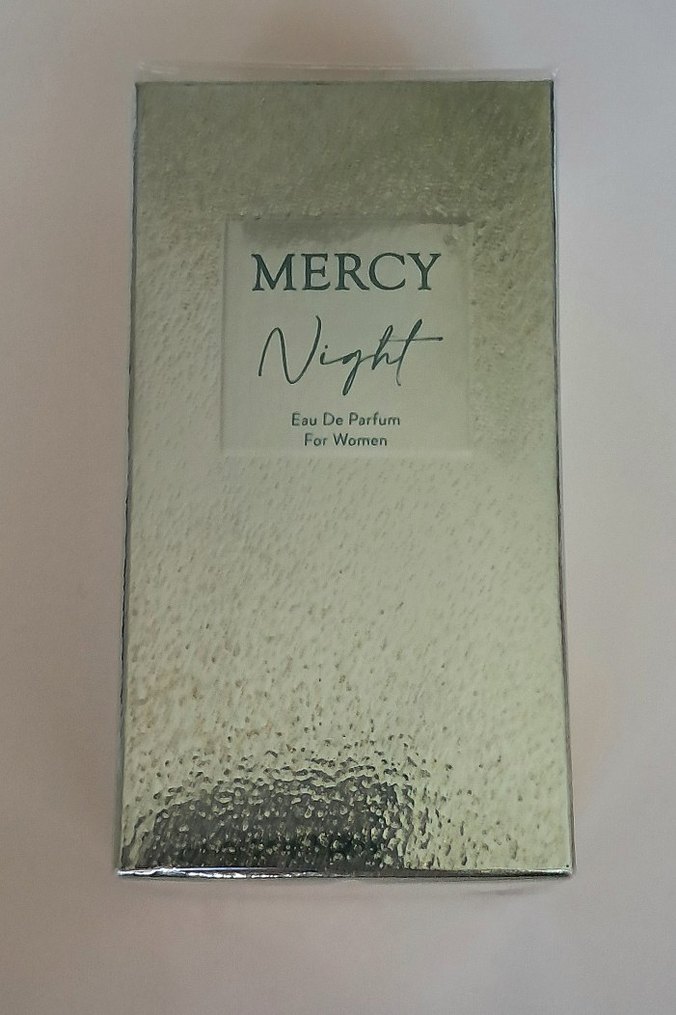 MERCY
Night
Eau De Parfum
For Women